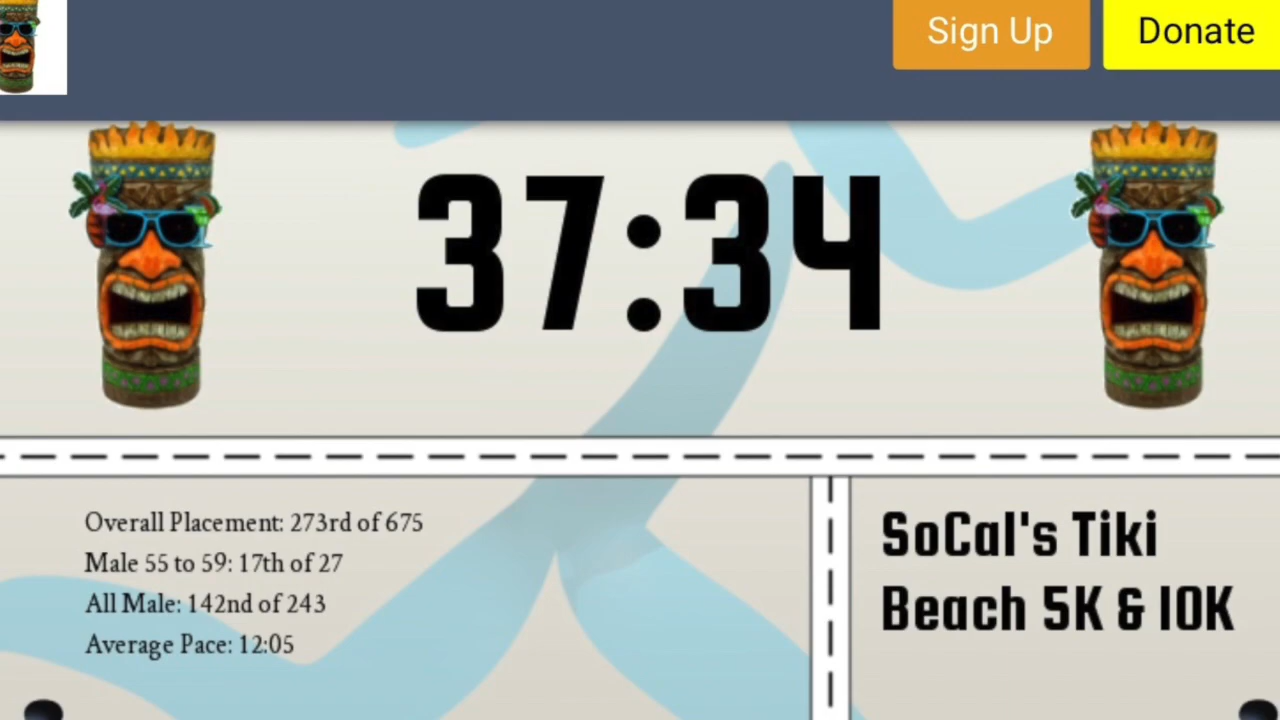 Sign Up
Donate
37:34
Overall Placement: 273rd of 675
Male 55 to 59: 17th of 27
All Male: 142nd of 243
Average Pace: 12:05
SoCal's Tiki
Beach 5K & 10K